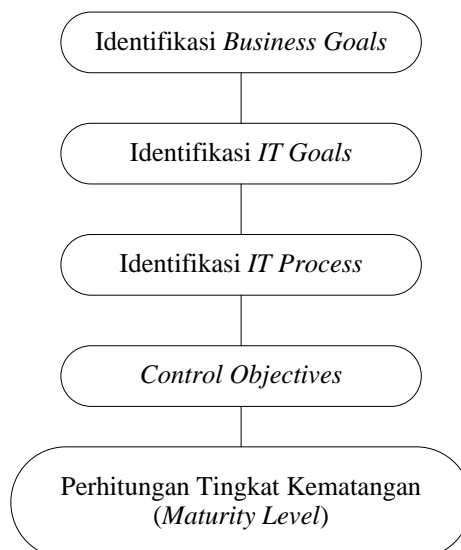 Identifikasi Business Goals
Identifikasi IT Goals
Identifikasi IT Process
Control Objectives
Perhitungan Tingkat Kematangan
(Maturity Level)